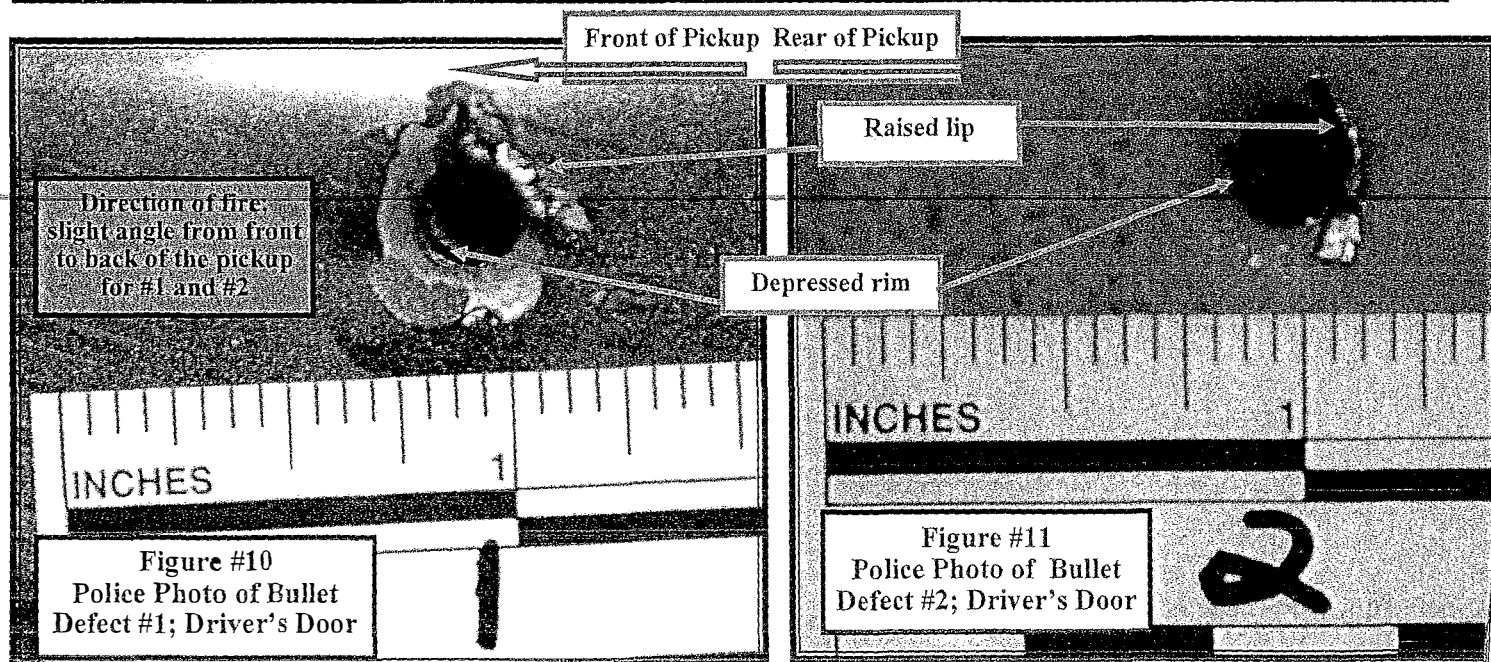 Front of Pickup Rear of Pickup
Raised lip
Direction of fire:
slight angle from front
to back of the pickup
for #1 and #2
Depressed rim
INCHES
1
INCHES
1
Figure #10
Police Photo of Bullet
Defect #1; Driver's Door
1
Figure #11
Police Photo of Bullet
Defect #2; Driver's Door
2